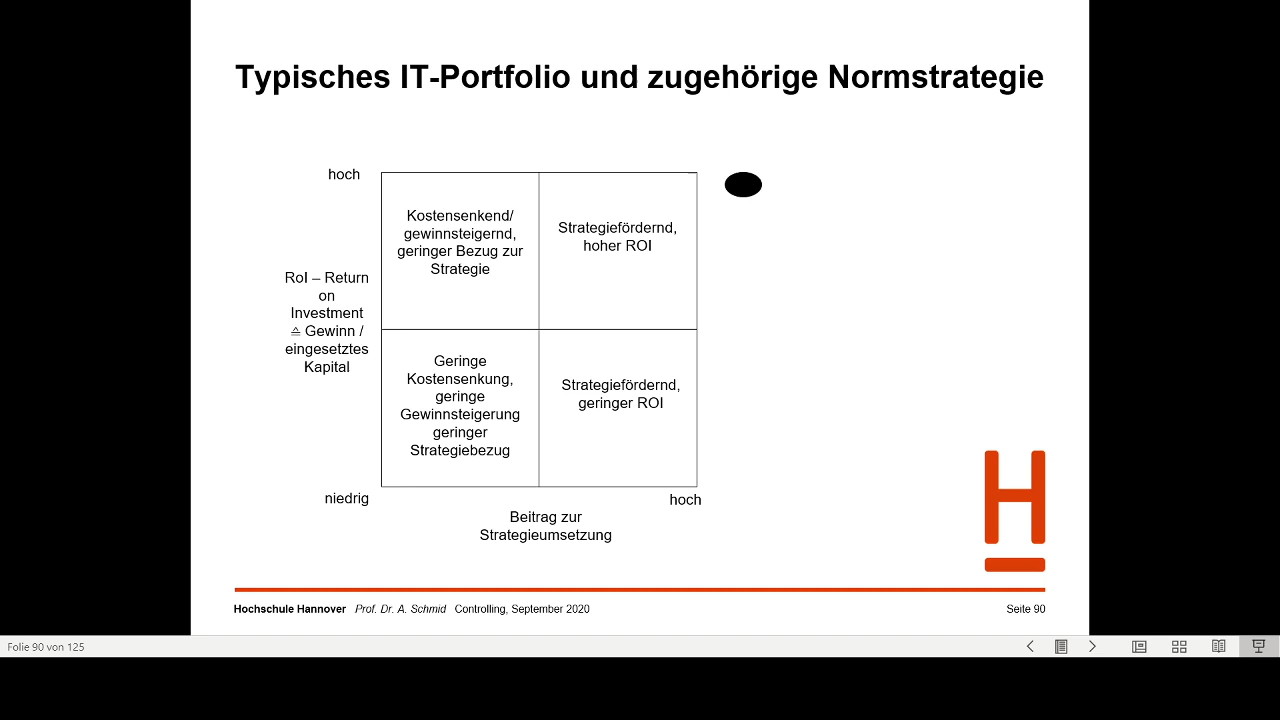 Typisches IT-Portfolio und zugehörige Normstrategie
hoch
Kostensenkend/
gewinnsteigernd,
geringer Bezug zur
Strategie
Strategiefördernd,
hoher ROI
RoI – Return
on
Investment
≙ Gewinn /
eingesetztes
Kapital
Geringe
Kostensenkung,
geringe
Gewinnsteigerung
geringer
Strategiebezug
Strategiefördernd,
geringer ROI
niedrig
hoch
Beitrag zur
Strategieumsetzung
H
Hochschule Hannover Prof. Dr. A. Schmid Controlling, September 2020 Seite 90
Folie 90 von 125